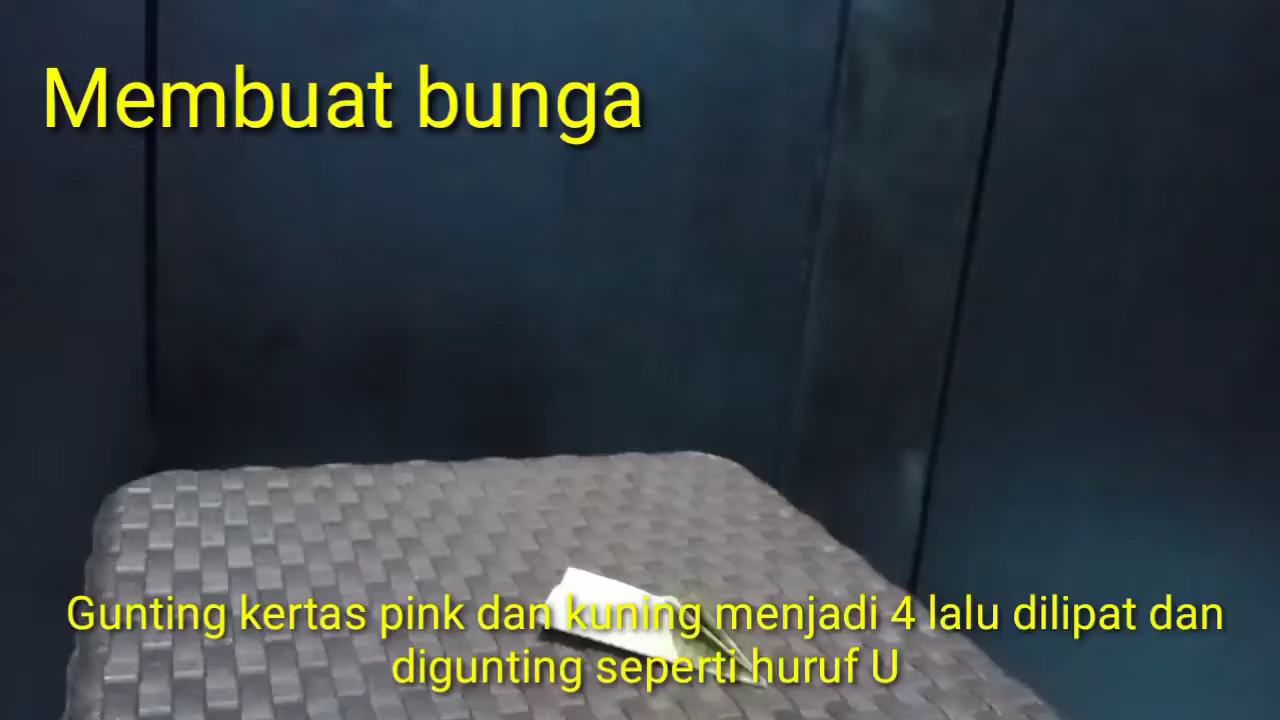 Membuat bunga
Gunting kertas pink dan kuning menjadi 4 lalu dilipat dan
digunting seperti huruf U